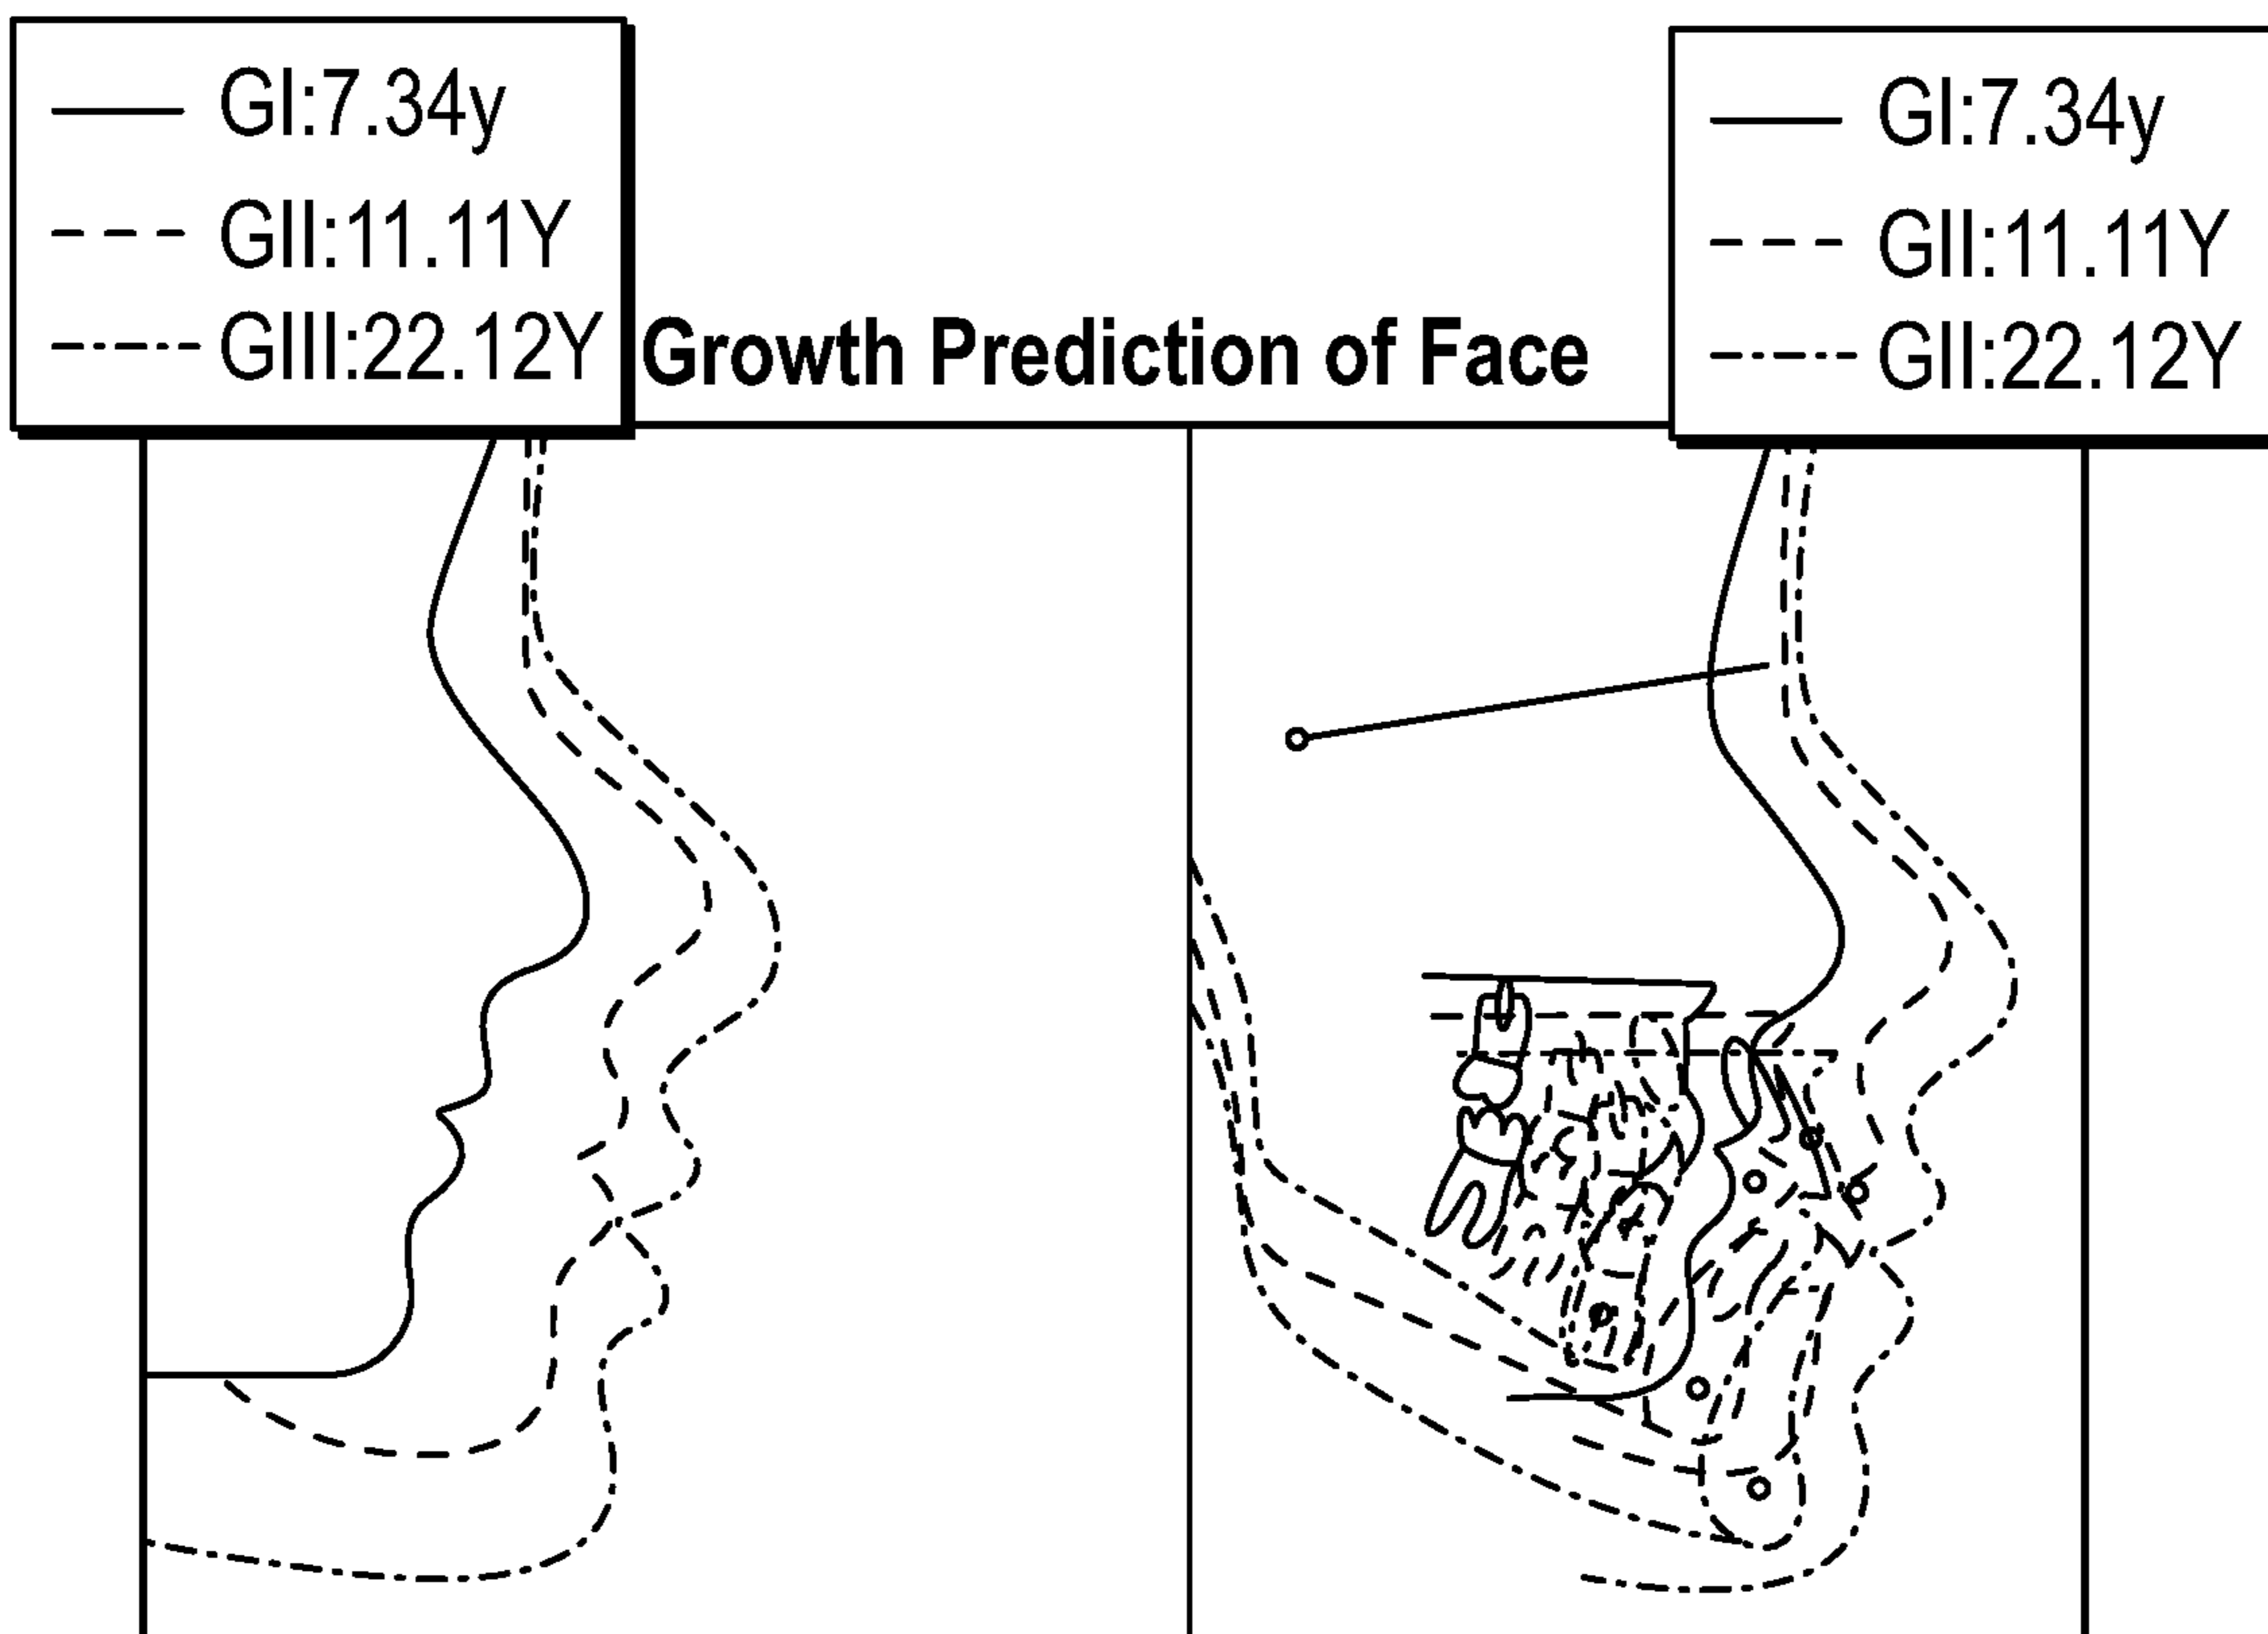 GI:7.34y
GII:11.11Y
GIII:22.12Y
Growth Prediction of Face
GI:7.34y
GII:11.11Y
GII:22.12Y